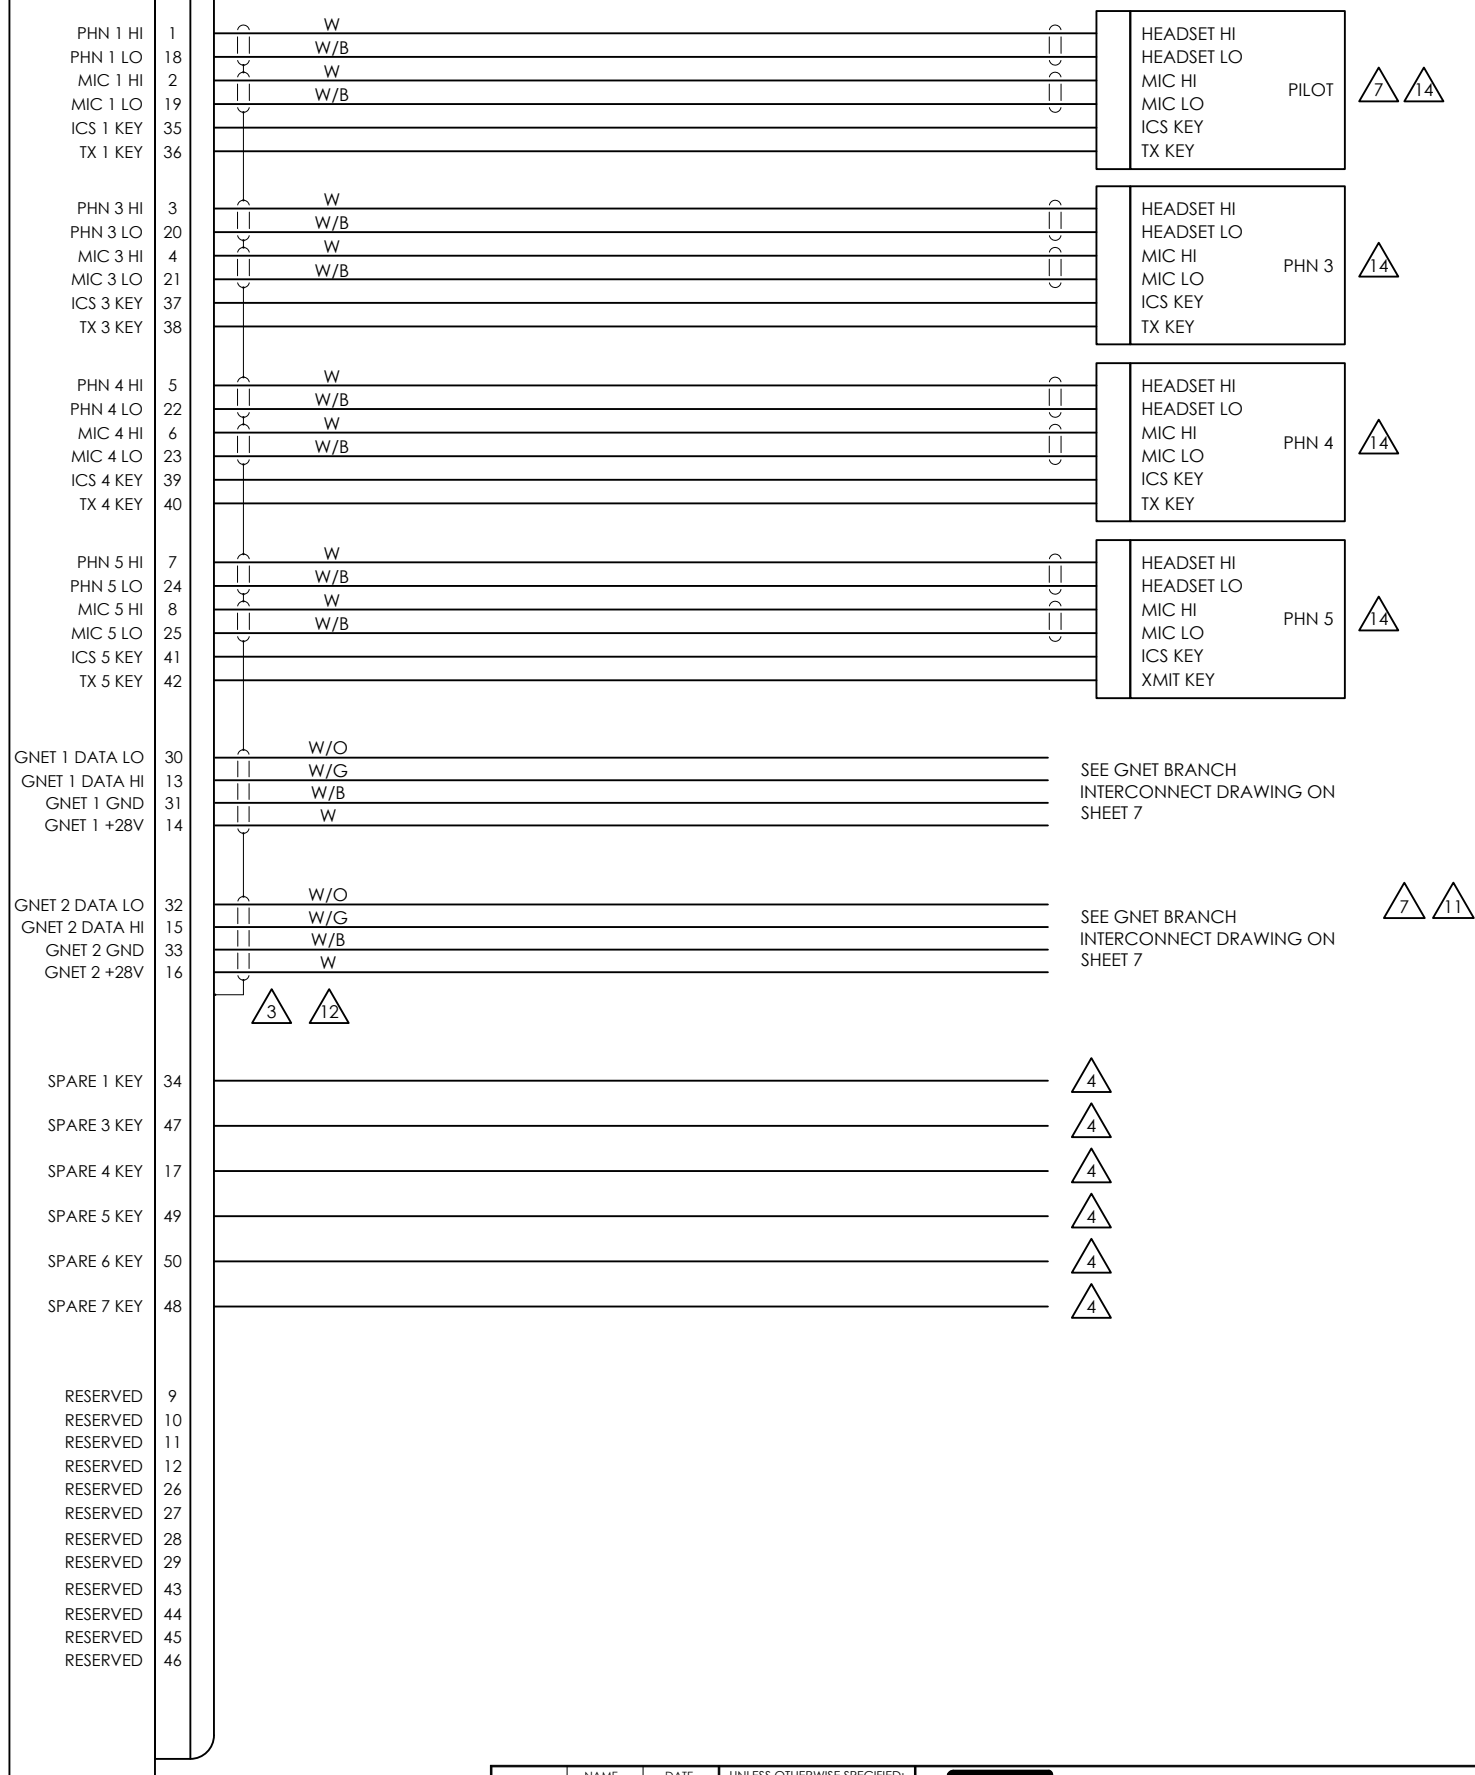 PHN 1 HI 1 W HEADSET HI
PHN 1 LO 18 W/B HEADSET LO
MIC 1 HI 2 W MIC HI
MIC 1 LO 19 W/B MIC LO
PILOT 7 14
ICS 1 KEY 35 ICS KEY
TX 1 KEY 36 TX KEY
PHN 3 HI 3 W HEADSET HI
PHN 3 LO 20 W/B HEADSET LO
MIC 3 HI 4 W MIC HI
MIC 3 LO 21 W/B MIC LO
PHN 3 14
ICS 3 KEY 37 ICS KEY
TX 3 KEY 38 TX KEY
PHN 4 HI 5 W HEADSET HI
PHN 4 LO 22 W/B HEADSET LO
MIC 4 HI 6 W MIC HI
MIC 4 LO 23 W/B MIC LO
PHN 4 14
ICS 4 KEY 39 ICS KEY
TX 4 KEY 40 TX KEY
PHN 5 HI 7 W HEADSET HI
PHN 5 LO 24 W/B HEADSET LO
MIC 5 HI 8 W MIC HI
MIC 5 LO 25 W/B MIC LO
PHN 5 14
ICS 5 KEY 41 ICS KEY
TX 5 KEY 42 XMIT KEY
GNET 1 DATA LO 30 W/O
GNET 1 DATA HI 13 W/G
GNET 1 GND 31 W/B
GNET 1 +28V 14 W
SEE GNET BRANCH
INTERCONNECT DRAWING ON
SHEET 7
GNET 2 DATA LO 32 W/O
GNET 2 DATA HI 15 W/G
GNET 2 GND 33 W/B
GNET 2 +28V 16 W
SEE GNET BRANCH
INTERCONNECT DRAWING ON
SHEET 7
7 11
3 12
SPARE 1 KEY 34 4
SPARE 3 KEY 47 4
SPARE 4 KEY 17 4
SPARE 5 KEY 49 4
SPARE 6 KEY 50 4
SPARE 7 KEY 48 4
RESERVED 9
RESERVED 10
RESERVED 11
RESERVED 12
RESERVED 26
RESERVED 27
RESERVED 28
RESERVED 29
RESERVED 43
RESERVED 44
RESERVED 45
RESERVED 46
NAME DATE UNLESS OTHERWISE SPECIFIED: